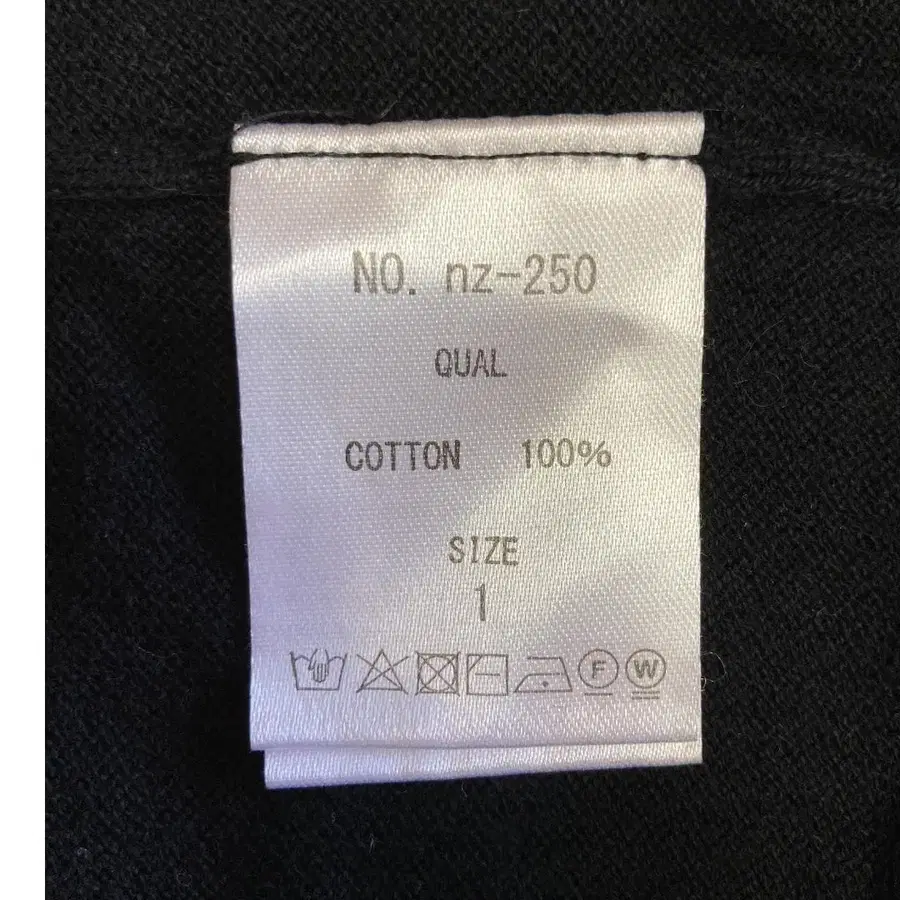 NO. nz-250
QUAL
COTTON 100%
SIZE
1
F W